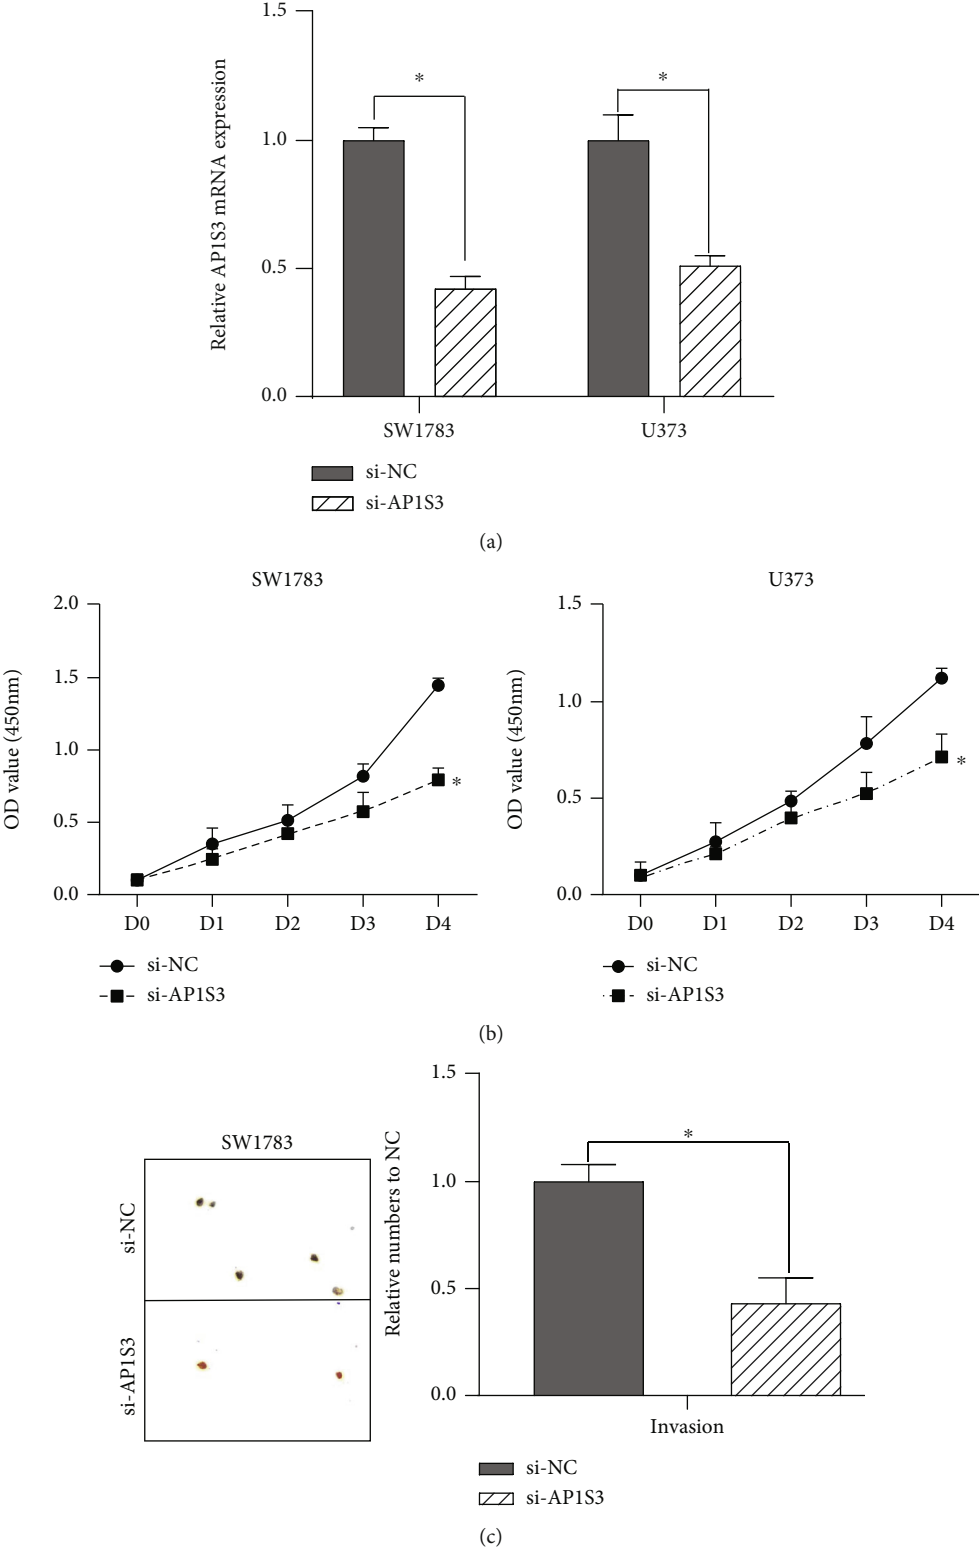 Relative AP1S3 mRNA expression
1.5
1.0
0.5
0.0
*
*
SW1783
U373
si-NC
si-AP1S3
(a)
SW1783
OD value (450nm)
2.0
1.5
1.0
0.5
0.0
*
D0 D1 D2 D3 D4
si-NC
si-AP1S3
U373
OD value (450nm)
1.5
1.0
0.5
0.0
*
D0 D1 D2 D3 D4
si-NC
si-AP1S3
(b)
SW1783
si-NC
si-AP1S3
Relative numbers to NC
1.5
1.0
0.5
0.0
*
Invasion
si-NC
si-AP1S3
(c)